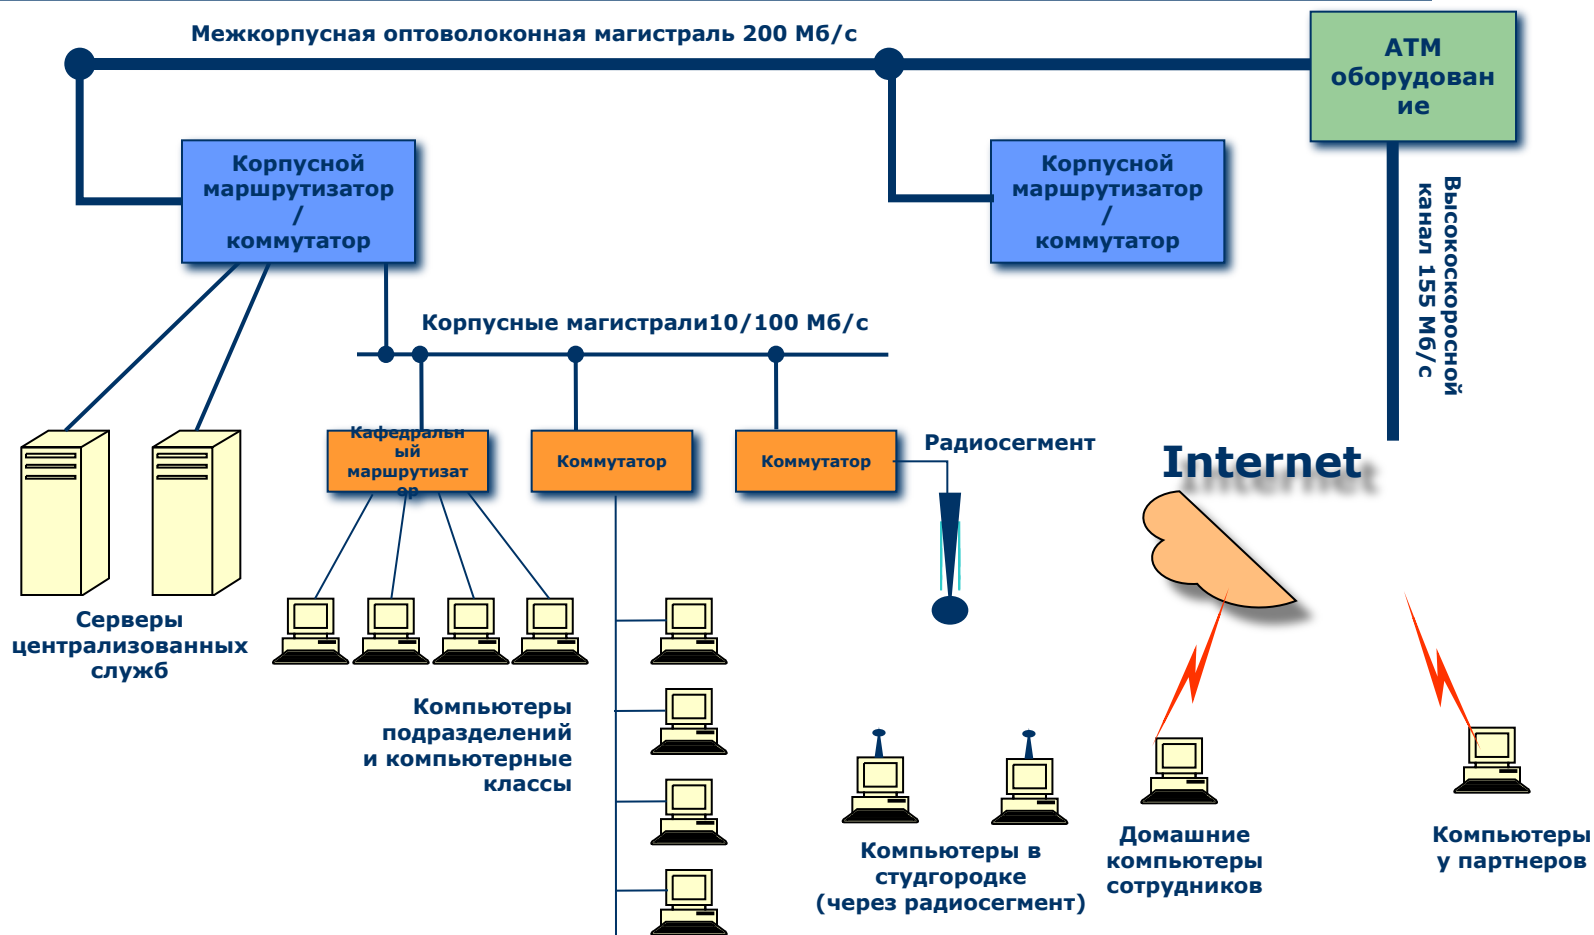 Межкорпусная оптоволоконная магистраль 200 Мб/с
АТМ
оборудован
ие
Корпусной
маршрутизатор
/
коммутатор
Корпусной
маршрутизатор
/
коммутатор
Высокоскоросной
канал 155 Мб/с
Корпусные магистрали10/100 Мб/с
Кафедральн
ый
маршрутизат
ор
Коммутатор
Коммутатор
Радиосегмент
Internet
Серверы
централизованных
служб
Компьютеры
подразделений
и компьютерные
классы
Компьютеры в
студгородке
(через радиосегмент)
Домашние
компьютеры
сотрудников
Компьютеры
у партнеров